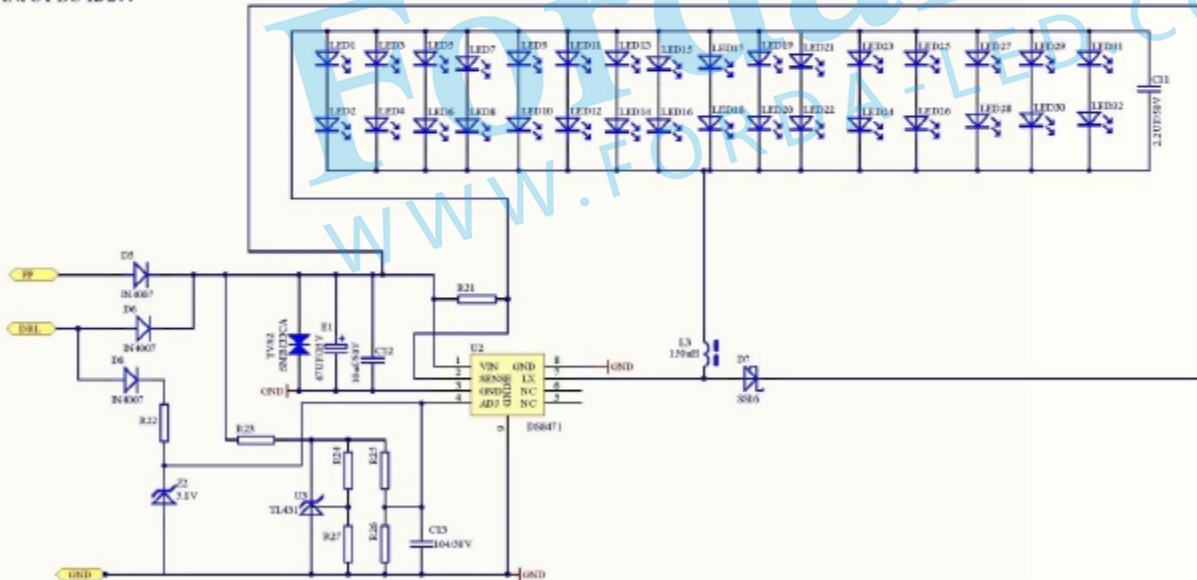 LED1 LED3 LED5 LED7 LED9 LED11 LED13 LED15 LED17 LED19 LED21 LED23 LED25 LED27 LED29 LED31
C11
2.2UF/50V
LED2 LED4 LED6 LED8 LED10 LED12 LED14 LED16 LED18 LED20 LED22 LED24 LED26 LED28 LED30 LED32
WWW.FORDA-LED.C
D5
IN4007
D6
DRL
IN4007
D6
IN4007
R21
E1
47UF/35V
C12
TVS2
L3
150uH
D7
SS16
U2
1 VIN GND 8
GND
2 SENSE LX 7
GND
3 GND NC 6
4 ADJ NC 5
GND
9
DS8471
R22
R23
R24
R25
Z2
5.1V
U3
TL431
R27
R26
C13
104/50V
GND
GND